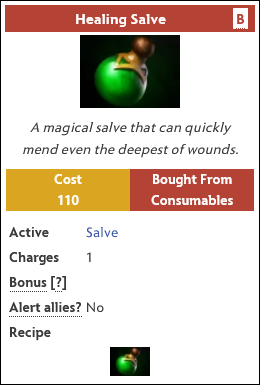 Healing Salve B
A magical salve that can quickly
mend even the deepest of wounds.
Cost Bought From
110 Consumables
Active Salve
Charges 1
Bonus [?]
Alert allies? No
Recipe